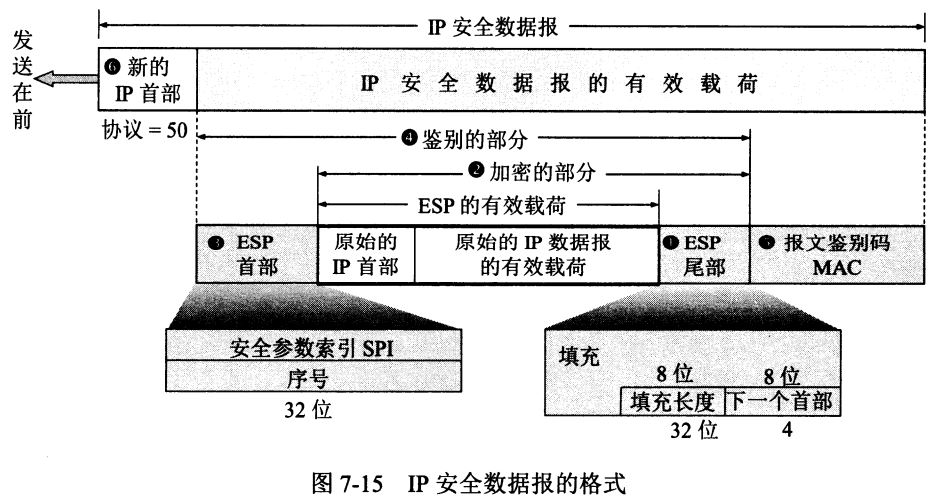 IP 安全数据报
发送在前
❻ 新的
IP 首部
IP 安全数据报的有效载荷
协议 = 50
❹ 鉴别的部分
❷ 加密的部分
ESP 的有效载荷
❸ ESP
首部
原始的
IP 首部
原始的 IP 数据报
的有效载荷
❶ ESP
尾部
❺ 报文鉴别码
MAC
安全参数索引 SPI
序号
32 位
填充
8 位
8 位
填充长度
下一个首部
32 位
4
图 7-15 IP 安全数据报的格式